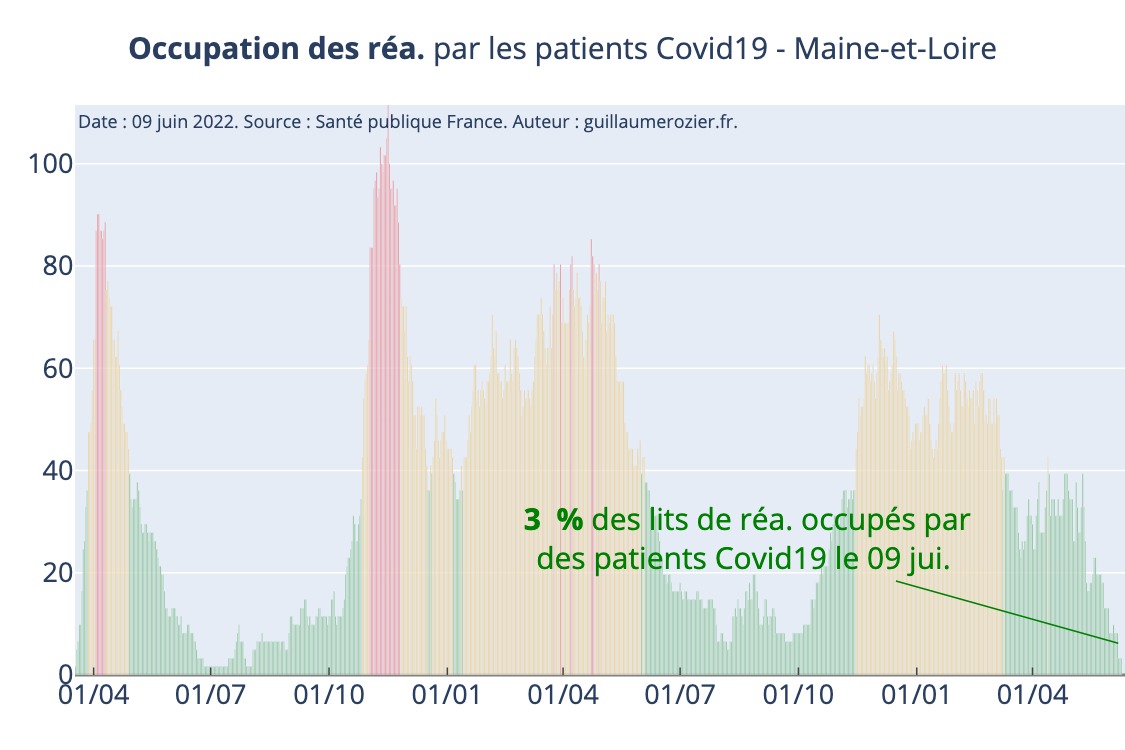 Occupation des réa. par les patients Covid19 - Maine-et-Loire
Date : 09 juin 2022. Source : Santé publique France. Auteur : guillaumerozier.fr.
100
80
60
40
20
0
3 % des lits de réa. occupés par
des patients Covid19 le 09 jui.
01/04 01/07 01/10 01/01 01/04 01/07 01/10 01/01 01/04